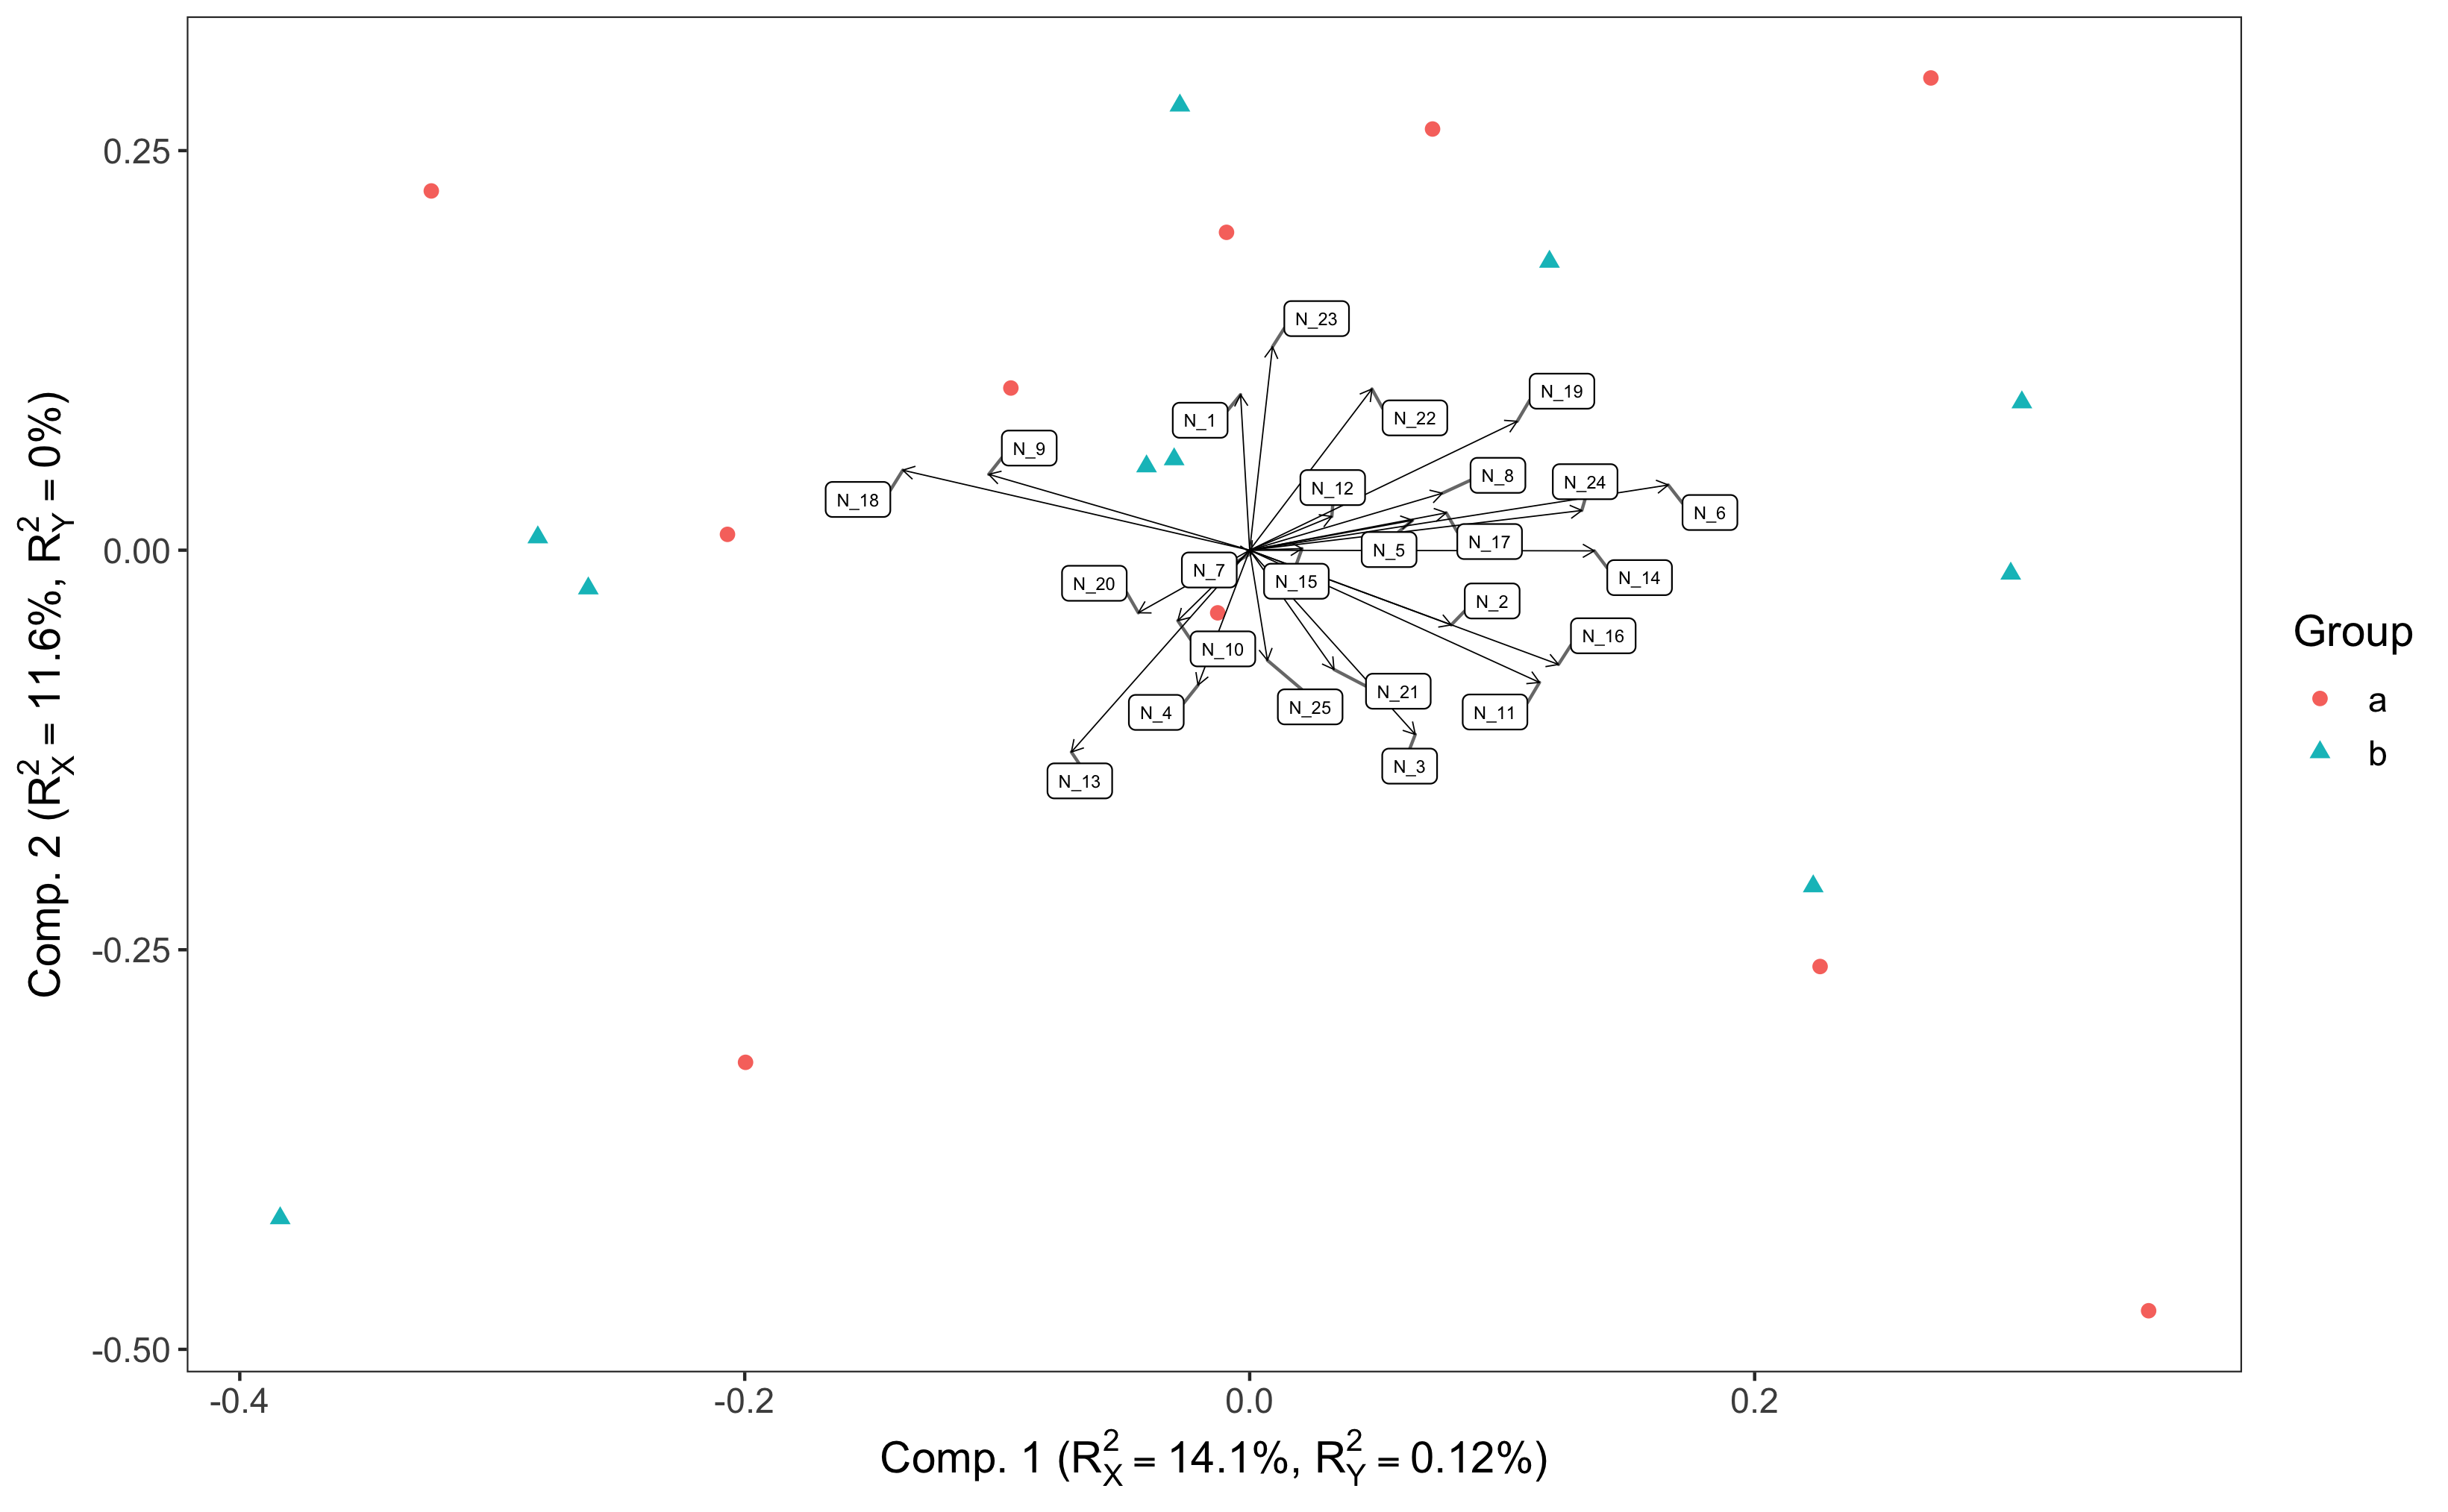 0.25
0.00
-0.25
-0.50
Comp. 2 (R²X = 11.6%, R²Y = 0%)
N_23
N_19
N_22
N_1
N_9
N_8
N_24
N_12
N_18
N_6
N_17
N_5
N_7
N_14
N_15
N_20
N_2
N_16
N_10
N_21
N_25
N_4
N_11
N_3
N_13
Group
a
b
-0.4
-0.2
0.0
0.2
Comp. 1 (R²X = 14.1%, R²Y = 0.12%)